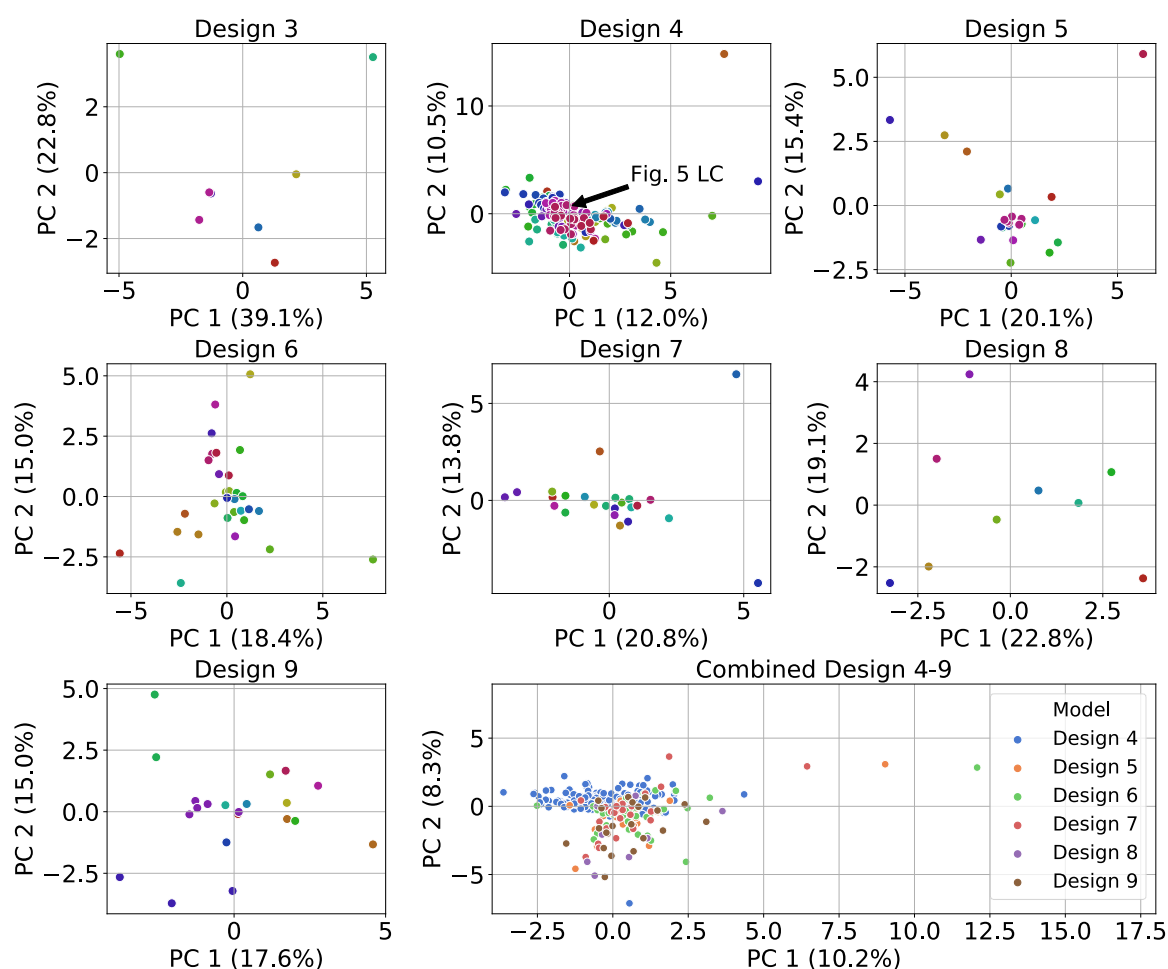 Design 3
Design 4
Design 5
PC 2 (22.8%)
2
0
−2
−5
0
5
PC 1 (39.1%)
PC 2 (10.5%)
10
0
Fig. 5 LC
0
5
PC 1 (12.0%)
PC 2 (15.4%)
5.0
2.5
0.0
−2.5
−5
0
5
PC 1 (20.1%)
Design 6
Design 7
Design 8
PC 2 (15.0%)
5.0
2.5
0.0
−2.5
−5
0
5
PC 1 (18.4%)
PC 2 (13.8%)
5
0
0
5
PC 1 (20.8%)
PC 2 (19.1%)
4
2
0
−2
−2.5
0.0
2.5
PC 1 (22.8%)
Design 9
Combined Design 4-9
PC 2 (15.0%)
5.0
2.5
0.0
−2.5
0
5
PC 1 (17.6%)
PC 2 (8.3%)
5
0
−5
−2.5
0.0
2.5
5.0
7.5
10.0
12.5
15.0
17.5
PC 1 (10.2%)
Model
Design 4
Design 5
Design 6
Design 7
Design 8
Design 9